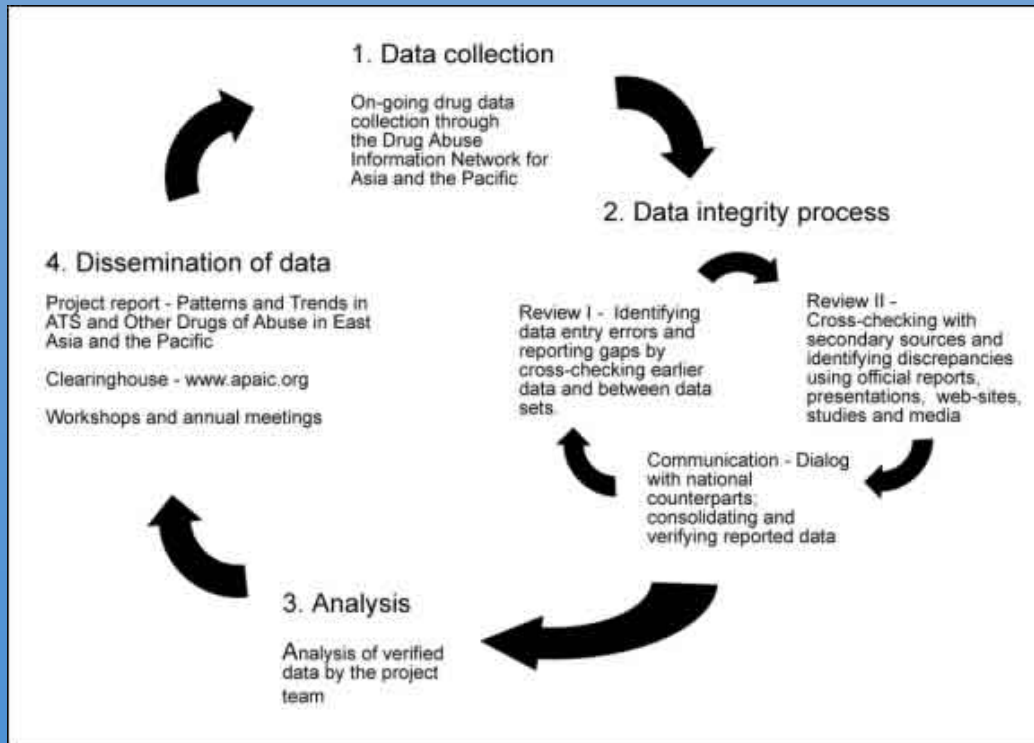 1. Data collection
On-going drug data
collection through
the Drug Abuse
Information Network for
Asia and the Pacific
2. Data integrity process
Review I - Identifying
data entry errors and
reporting gaps by
cross-checking earlier
data and between data
sets.
Review II -
Cross-checking with
secondary sources and
identifying discrepancies
using official reports,
presentations, web-sites,
studies and media
Communication - Dialog
with national
counterparts;
consolidating and
verifying reported data
3. Analysis
Analysis of verified
data by the project
team
4. Dissemination of data
Project report - Patterns and Trends in
ATS and Other Drugs of Abuse in East
Asia and the Pacific
Clearinghouse - www.apaic.org
Workshops and annual meetings